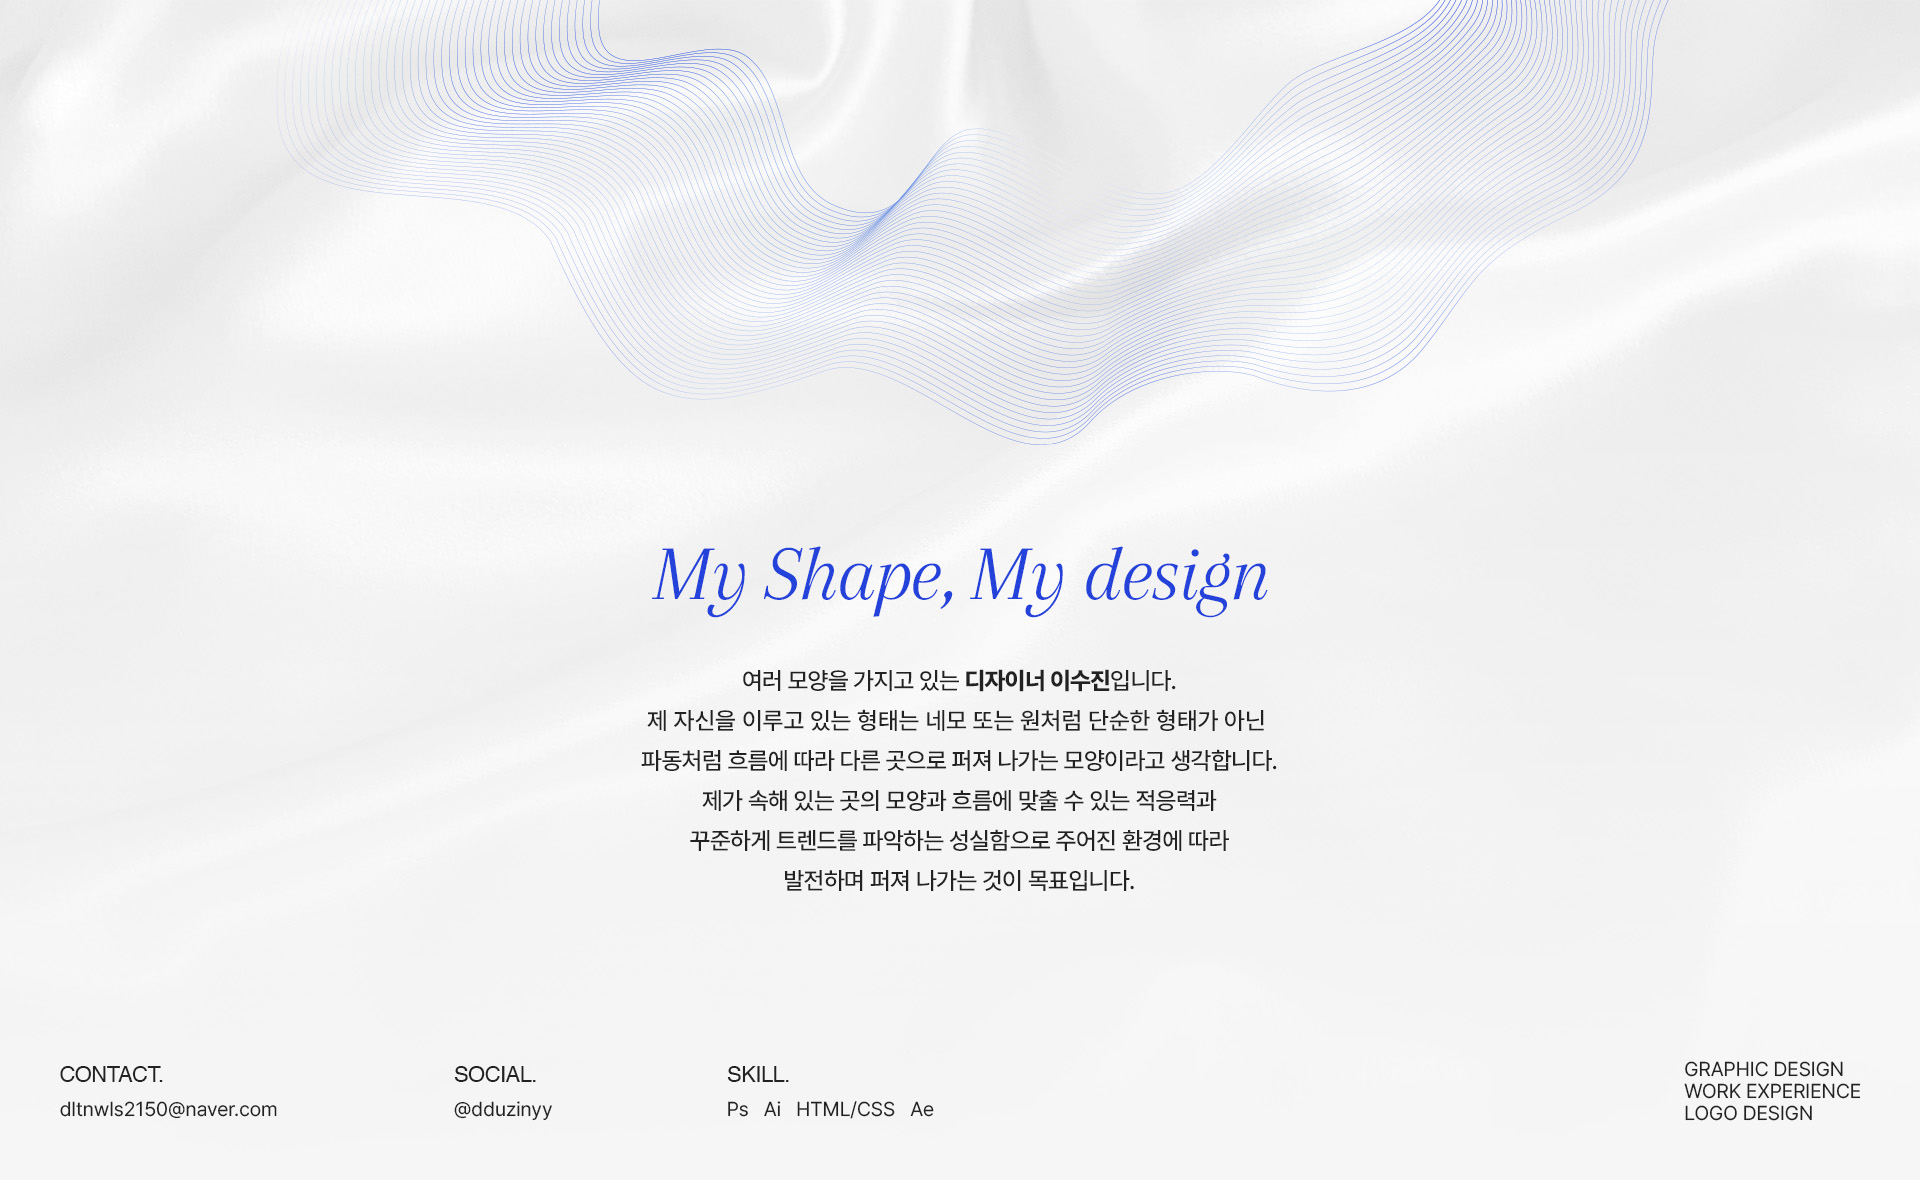 My Shape, My design
여러 모양을 가지고 있는 디자이너 이수진입니다.
제 자신을 이루고 있는 형태는 네모 또는 원처럼 단순한 형태가 아닌
파동처럼 흐름에 따라 다른 곳으로 퍼져 나가는 모양이라고 생각합니다.
제가 속해 있는 곳의 모양과 흐름에 맞출 수 있는 적응력과
꾸준하게 트렌드를 파악하는 성실함으로 주어진 환경에 따라
발전하며 퍼져 나가는 것이 목표입니다.
CONTACT.
dltnwls2150@naver.com
SOCIAL.
@dduzinyy
SKILL.
Ps Ai HTML/CSS Ae
GRAPHIC DESIGN
WORK EXPERIENCE
LOGO DESIGN